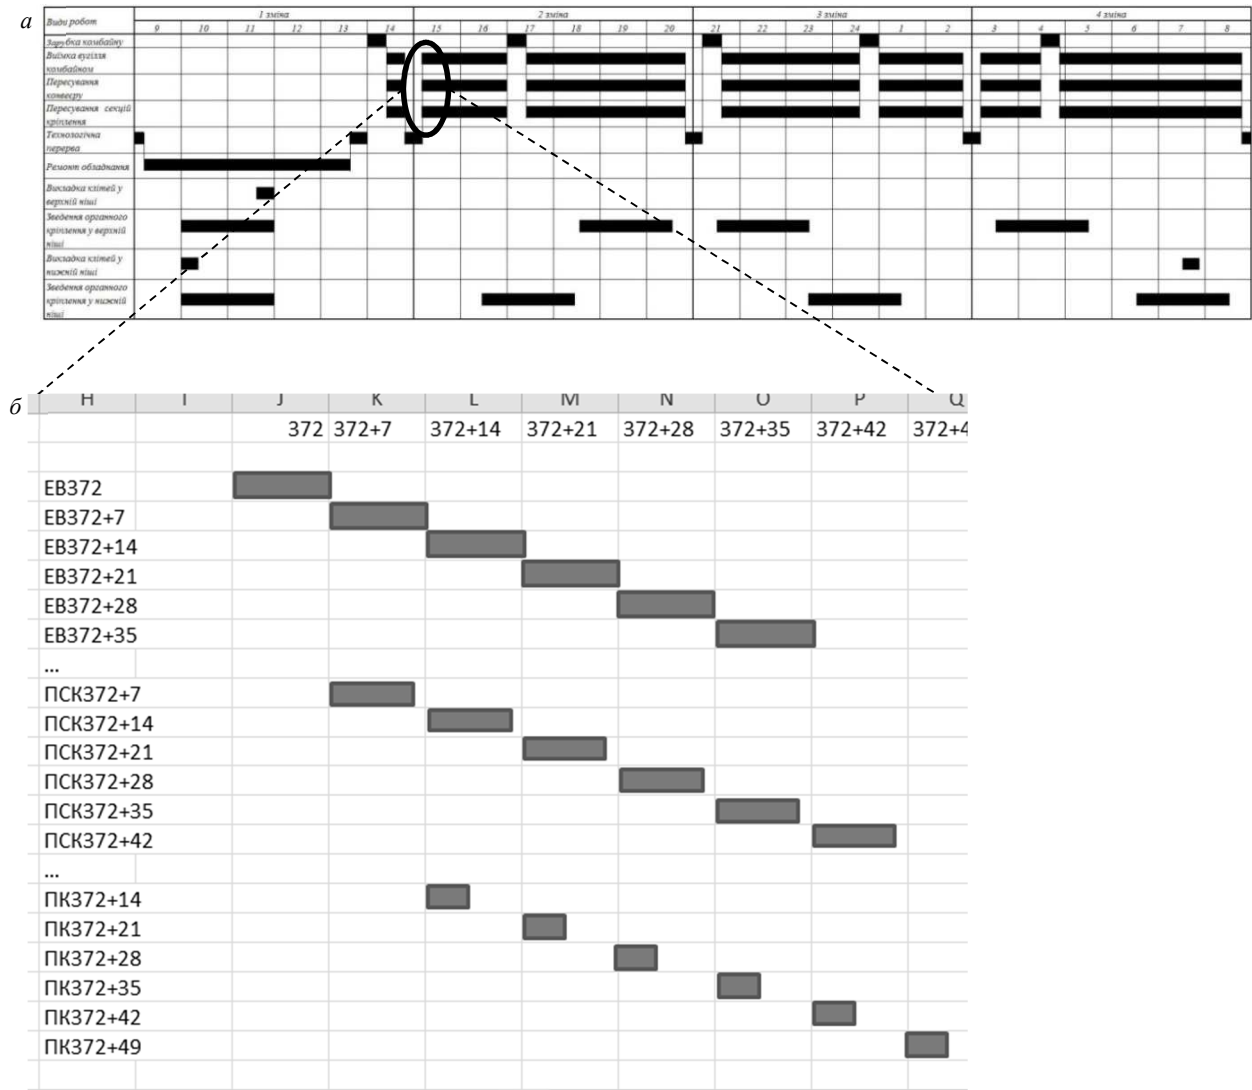 а
Види робот
1 зміна
2 зміна
3 зміна
4 зміна
9 10 11 12 13 14 15 16 17 18 19 20 21 22 23 24 1 2 3 4 5 6 7 8
Зарубка комбайну
Виїмка вугілля
комбайном
Пересування
конвеєру
Пересування секцій
кріплення
Технологічна
перерва
Ремонт обладнання
Викладка клітей у
верхній ніші
Зведення органного
кріплення у верхній
ніші
Викладка клітей у
нижній ніші
Зведення органного
кріплення у нижній
ніші
б
H I J K L M N O P Q
372 372+7 372+14 372+21 372+28 372+35 372+42 372+4
ЕВ372
ЕВ372+7
ЕВ372+14
ЕВ372+21
ЕВ372+28
ЕВ372+35
...
ПСК372+7
ПСК372+14
ПСК372+21
ПСК372+28
ПСК372+35
ПСК372+42
...
ПК372+14
ПК372+21
ПК372+28
ПК372+35
ПК372+42
ПК372+49